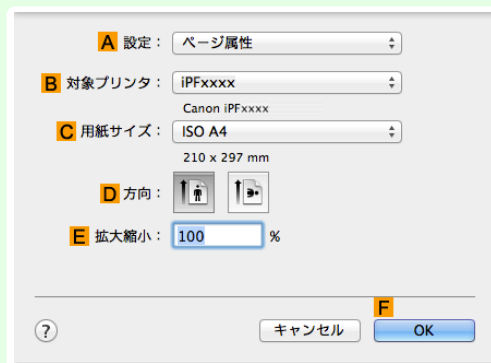 A 設定： ページ属性
B 対象プリンタ： iPFxxxx
Canon iPFxxxx
C 用紙サイズ： ISO A4
210 x 297 mm
D 方向：
E 拡大縮小： 100 %
F
? キャンセル OK